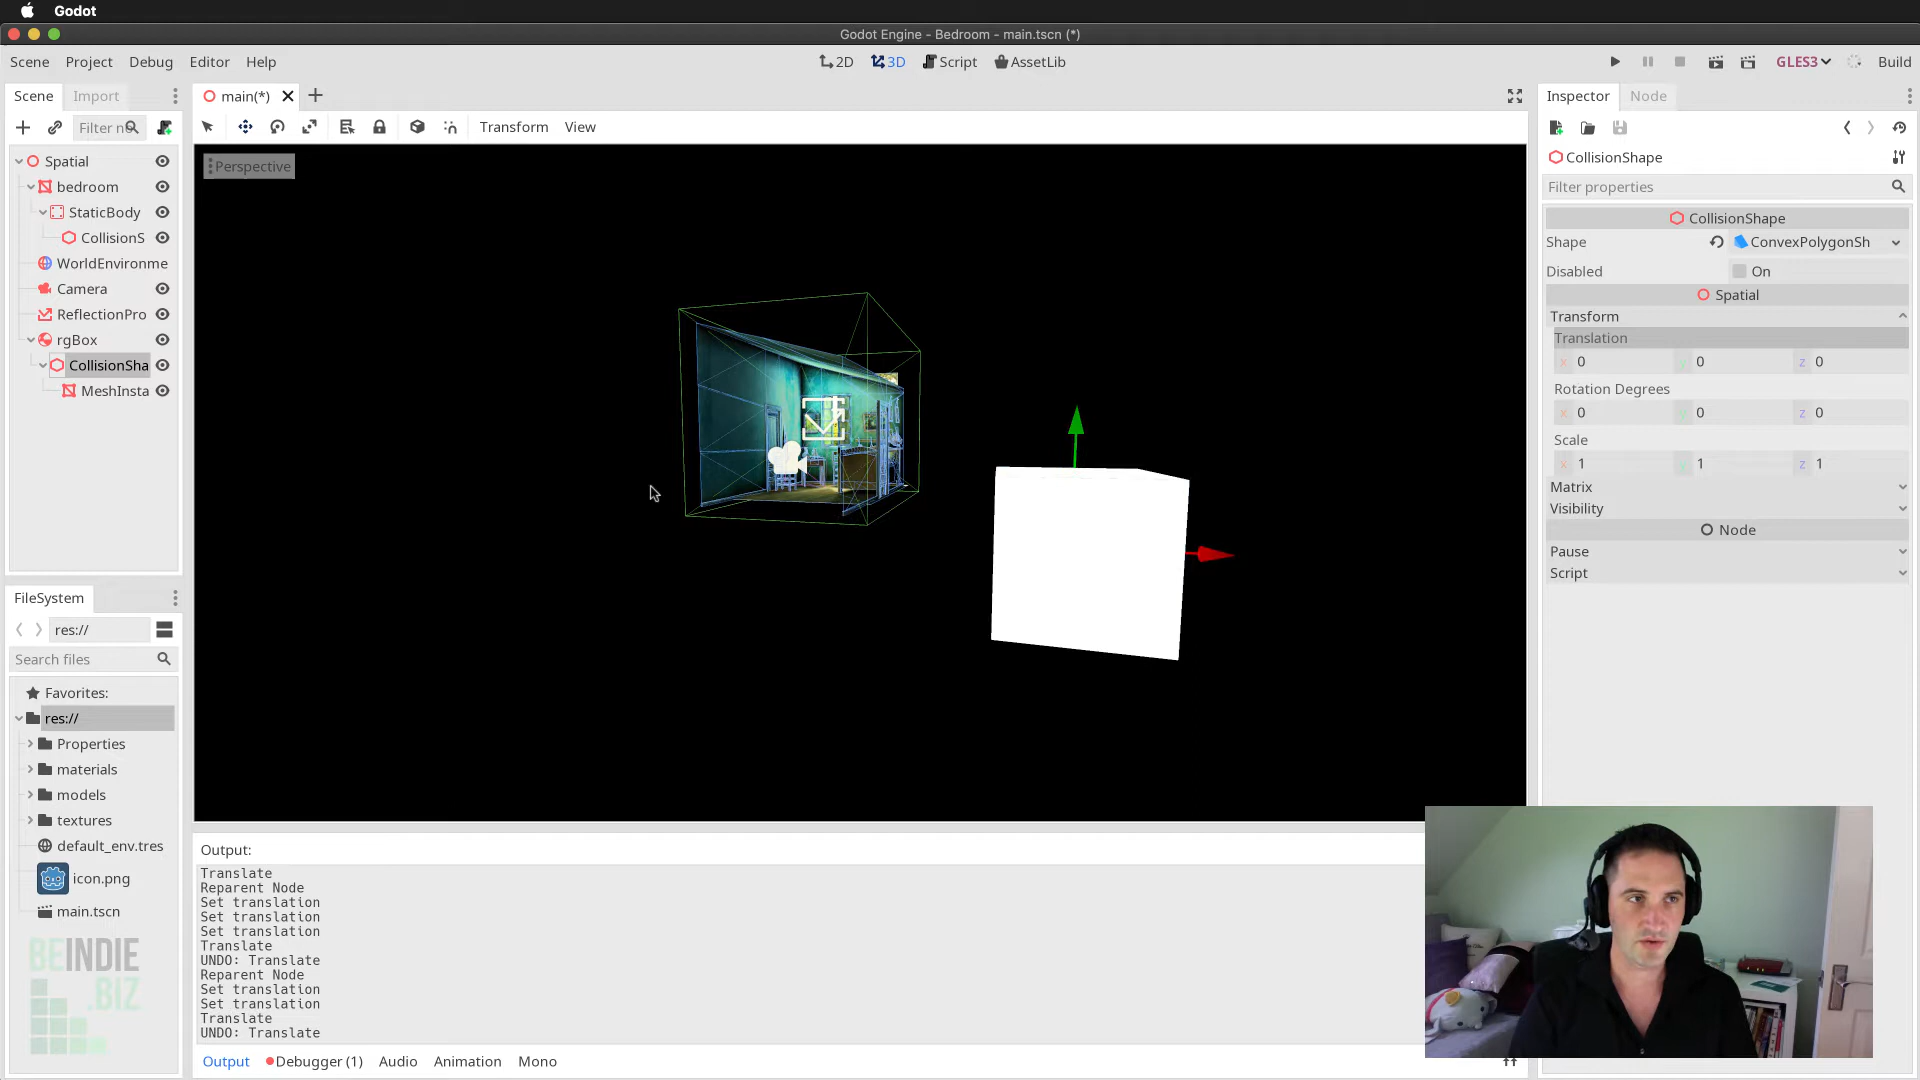 Godot
Godot Engine - Bedroom - main.tscn (*)
Scene Project Debug Editor Help
2D 3D Script AssetLib
GLES3 Build
Scene Import
main(*)
Inspector Node
Filter n
Transform View
Spatial
bedroom
StaticBody
CollisionS
WorldEnvironme
Camera
ReflectionPro
rgBox
CollisionSha
MeshInsta
Perspective
CollisionShape
Filter properties
CollisionShape
Shape ConvexPolygonSh
Disabled On
Spatial
Transform
Translation
x 0 y 0 z 0
Rotation Degrees
x 0 y 0 z 0
Scale
x 1 y 1 z 1
Matrix
Visibility
Node
Pause
Script
FileSystem
res://
Search files
Favorites:
res://
Properties
materials
models
textures
default_env.tres
icon.png
main.tscn
BEINDIE
.BIZ
Output:
Translate
Reparent Node
Set translation
Set translation
Set translation
Translate
UNDO: Translate
Reparent Node
Set translation
Set translation
Translate
UNDO: Translate
Output Debugger (1) Audio Animation Mono